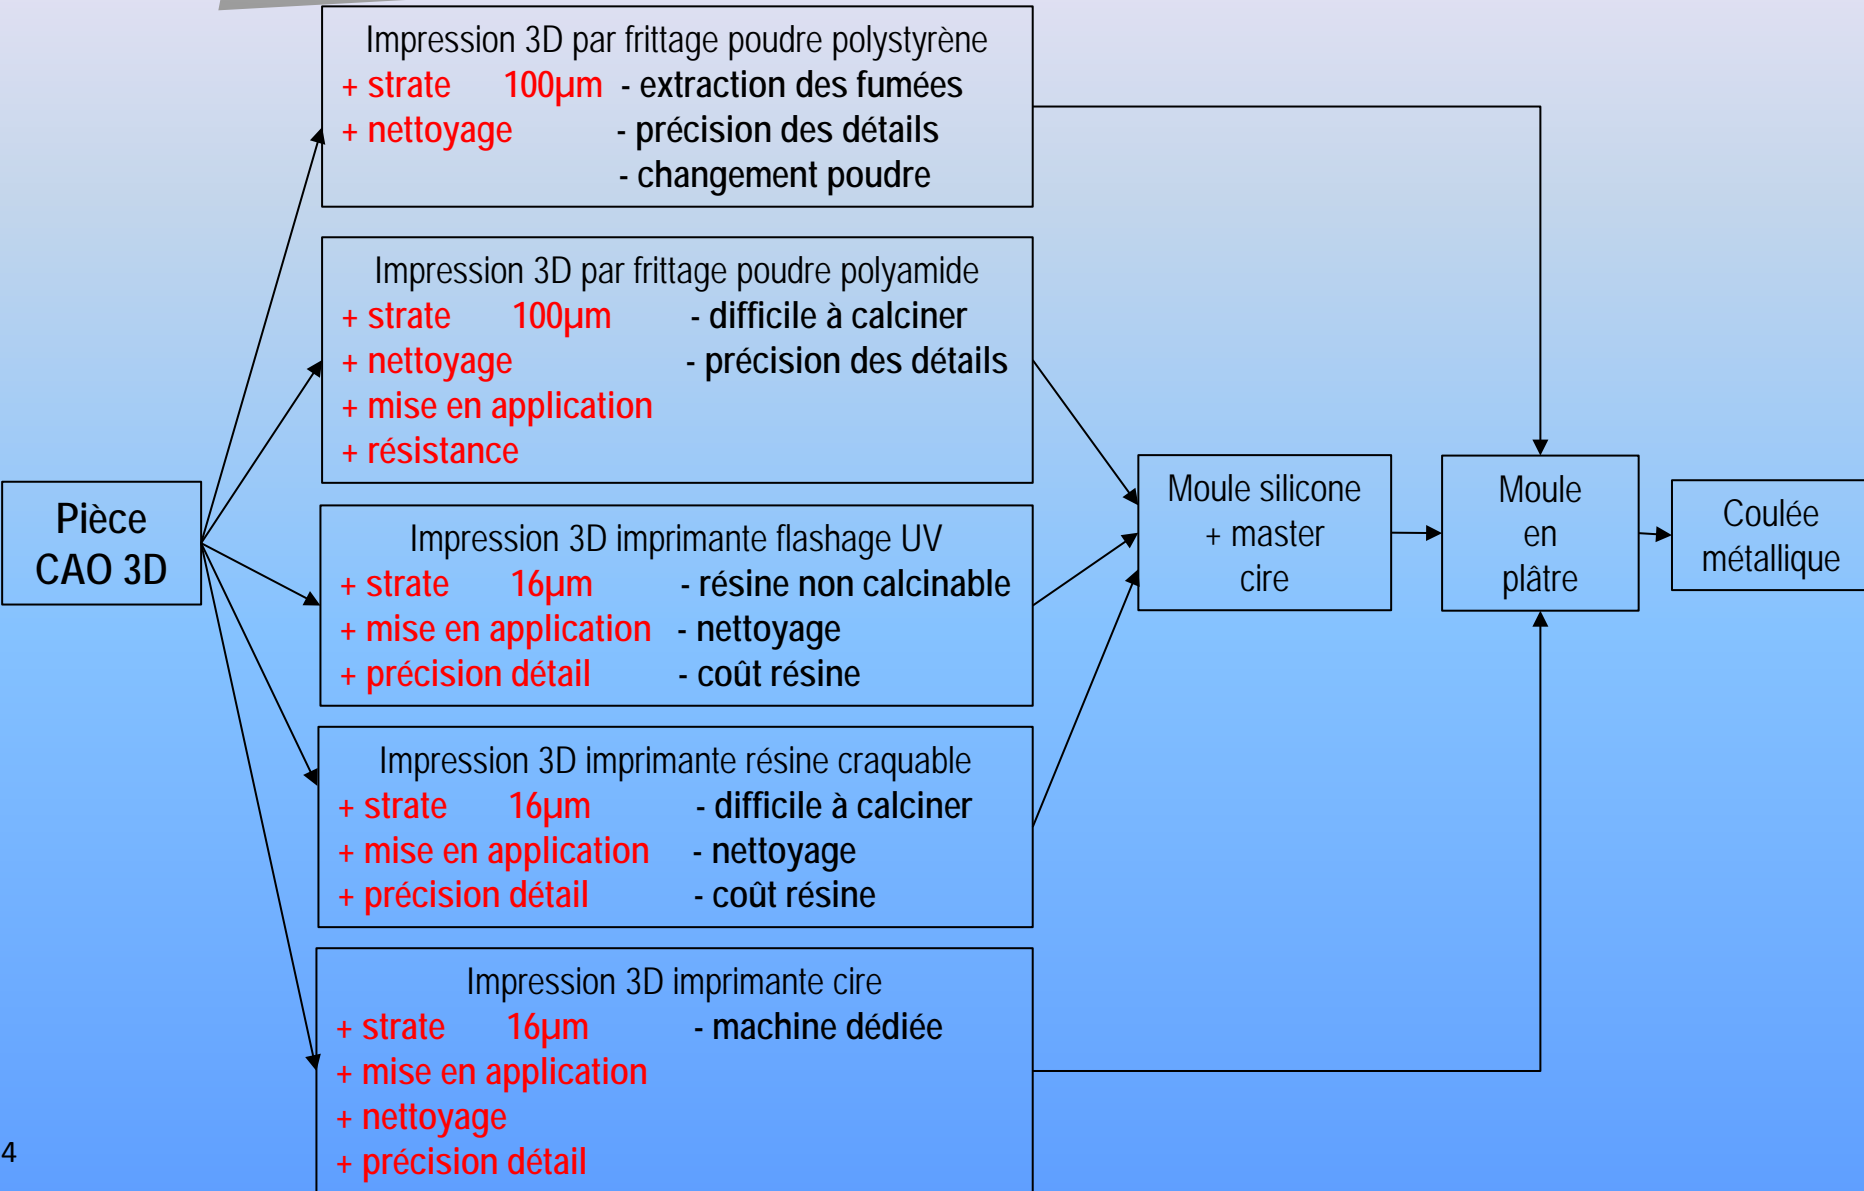 Impression 3D par frittage poudre polystyrène
+ strate 100µm - extraction des fumées
+ nettoyage - précision des détails
- changement poudre
Impression 3D par frittage poudre polyamide
+ strate 100µm - difficile à calciner
+ nettoyage - précision des détails
+ mise en application
+ résistance
Pièce
CAO 3D
Impression 3D imprimante flashage UV
+ strate 16µm - résine non calcinable
+ mise en application - nettoyage
+ précision détail - coût résine
Impression 3D imprimante résine craquable
+ strate 16µm - difficile à calciner
+ mise en application - nettoyage
+ précision détail - coût résine
Impression 3D imprimante cire
+ strate 16µm - machine dédiée
+ mise en application
+ nettoyage
+ précision détail
Moule silicone
+ master
cire
Moule
en
plâtre
Coulée
métallique
4